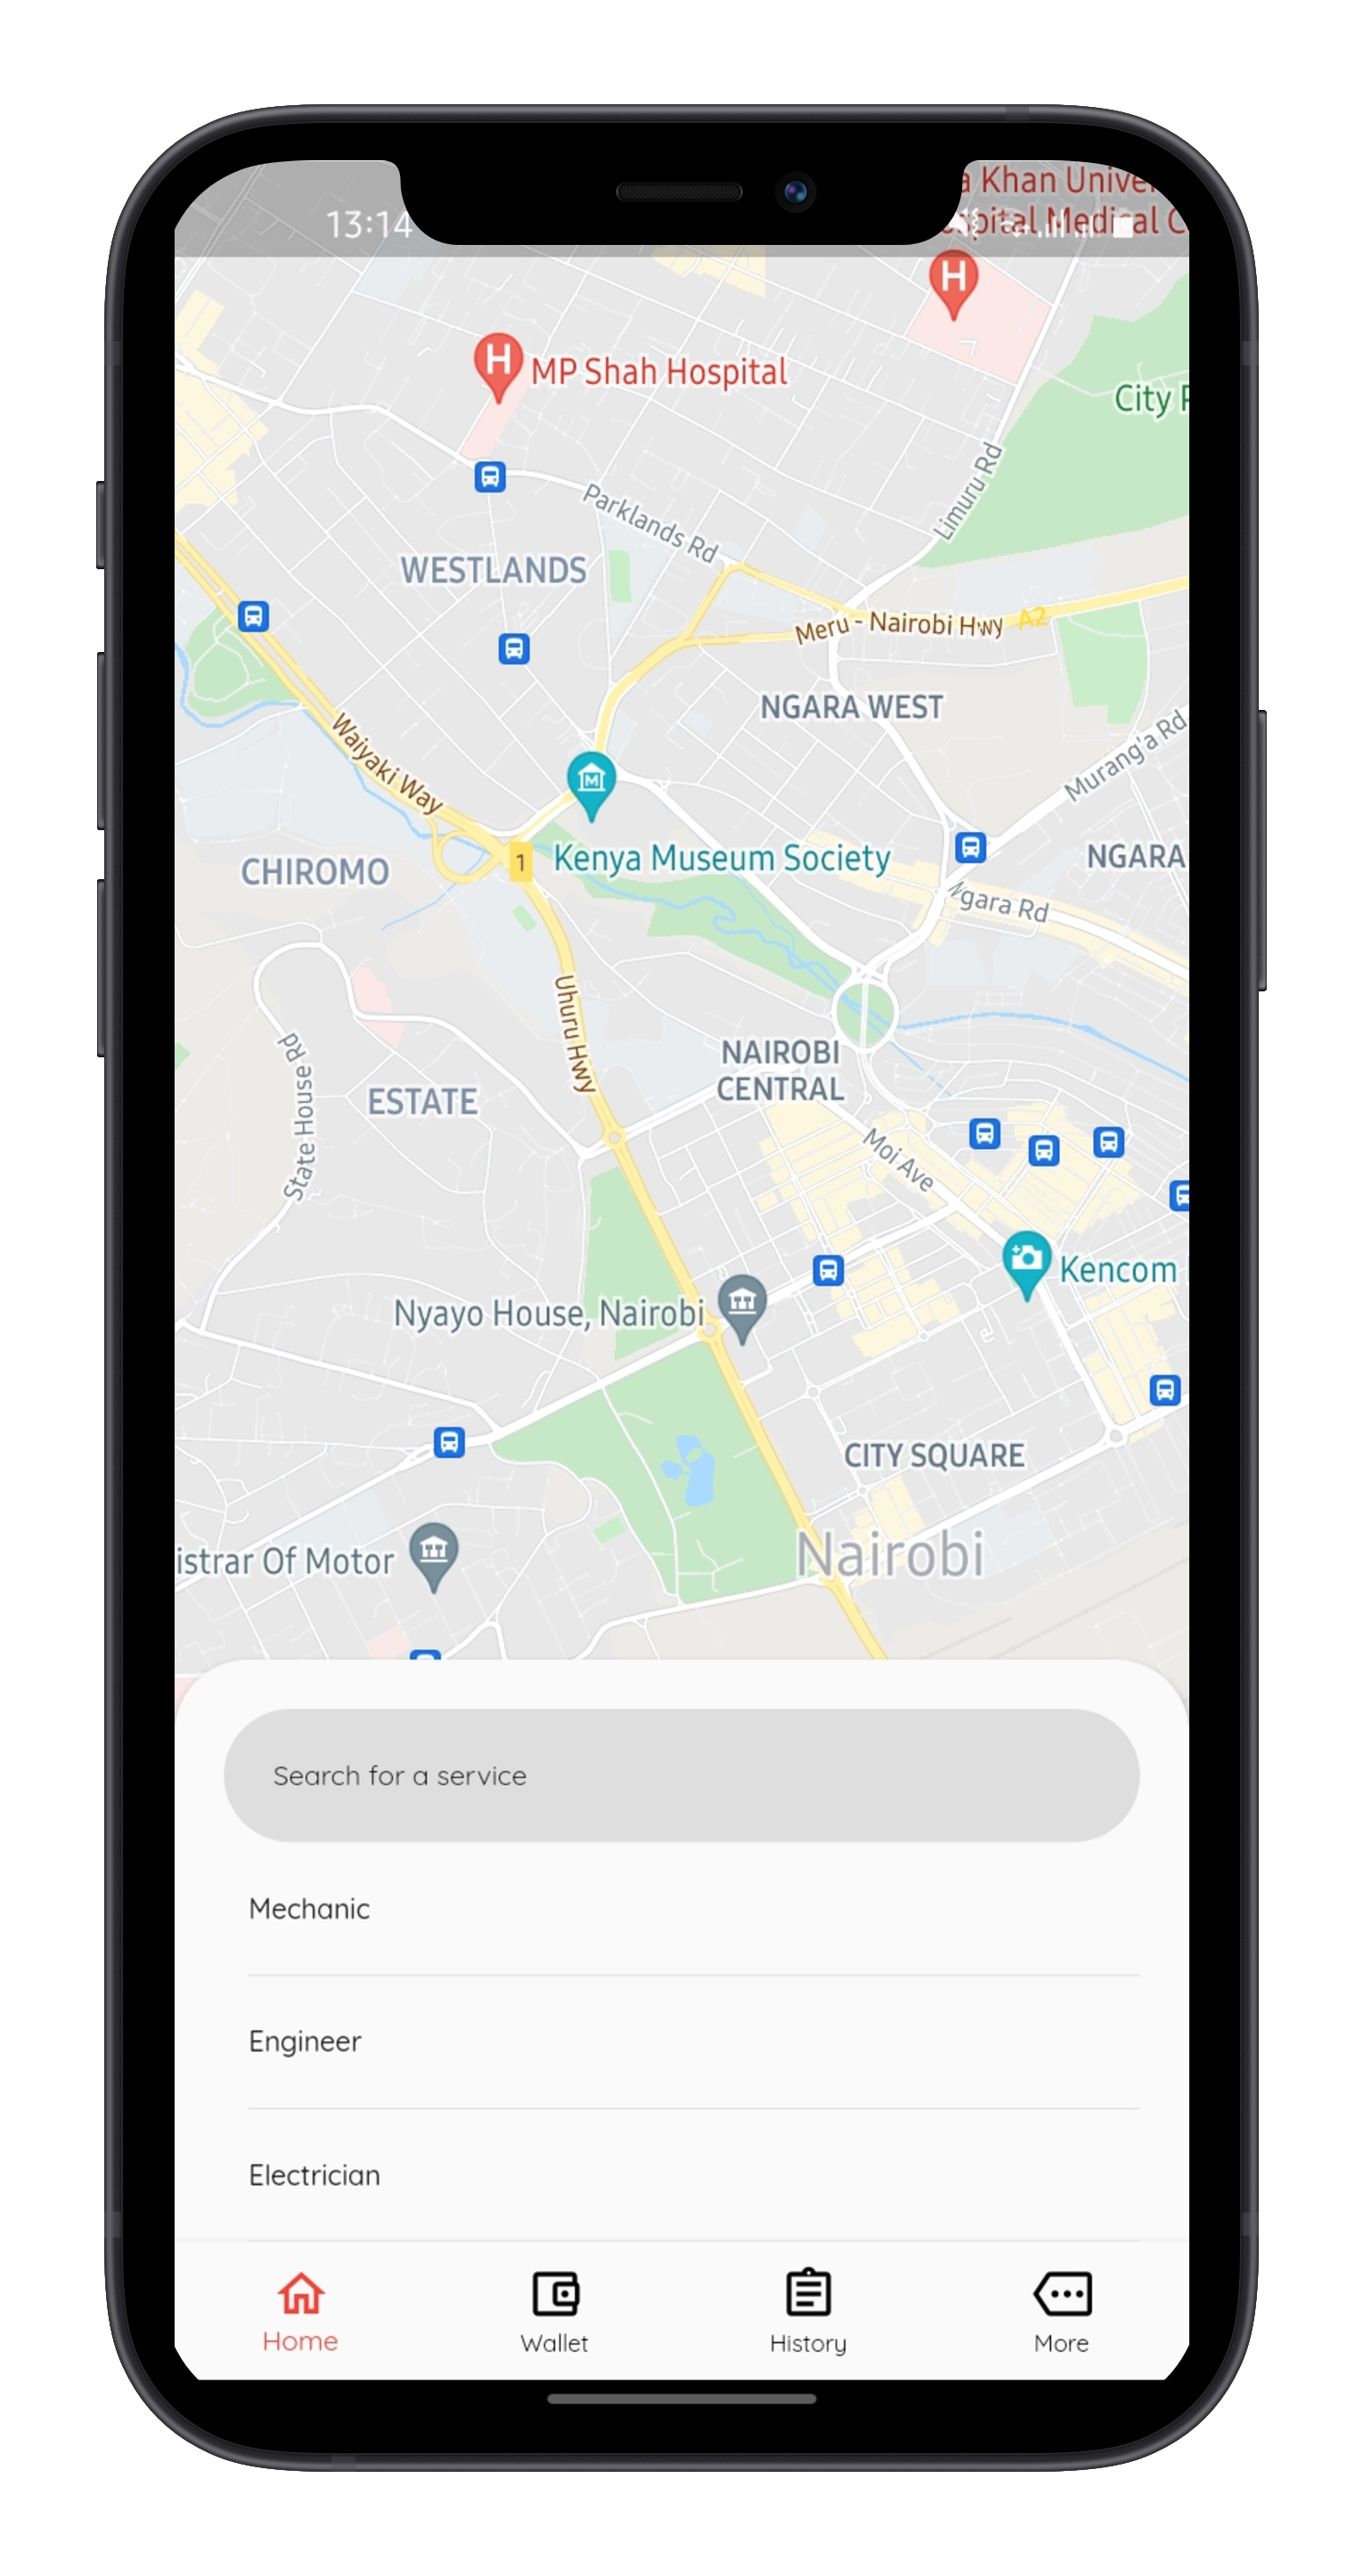 13:14
a Khan Univer
spital Medical C
H
H
MP Shah Hospital
City
Parklands Rd
Limuru Rd
WESTLANDS
Meru - Nairobi Hwy A2
NGARA WEST
Waiyaki Way
Murang'a Rd
M
1
Kenya Museum Society
CHIROMO
NGARA
Ngara Rd
Uhuru Hwy
State House Rd
NAIROBI
CENTRAL
ESTATE
Moi Ave
Kencom
Nyayo House, Nairobi
CITY SQUARE
Nairobi
istrar Of Motor
Search for a service
Mechanic
Engineer
Electrician
Home
Wallet
History
More